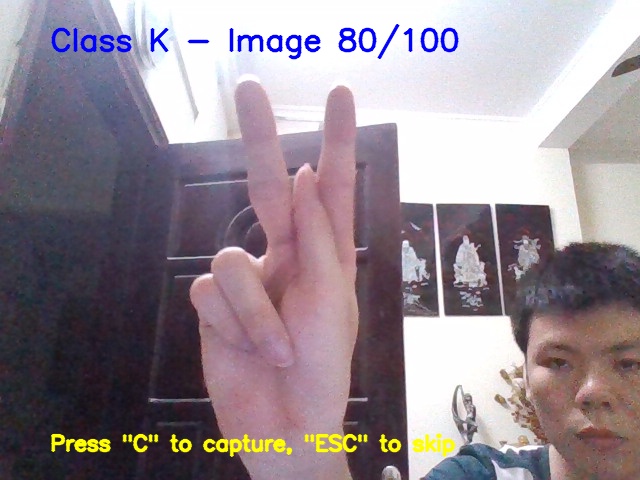 Class K - Image 80/100
Press "C" to capture, "ESC" to skip